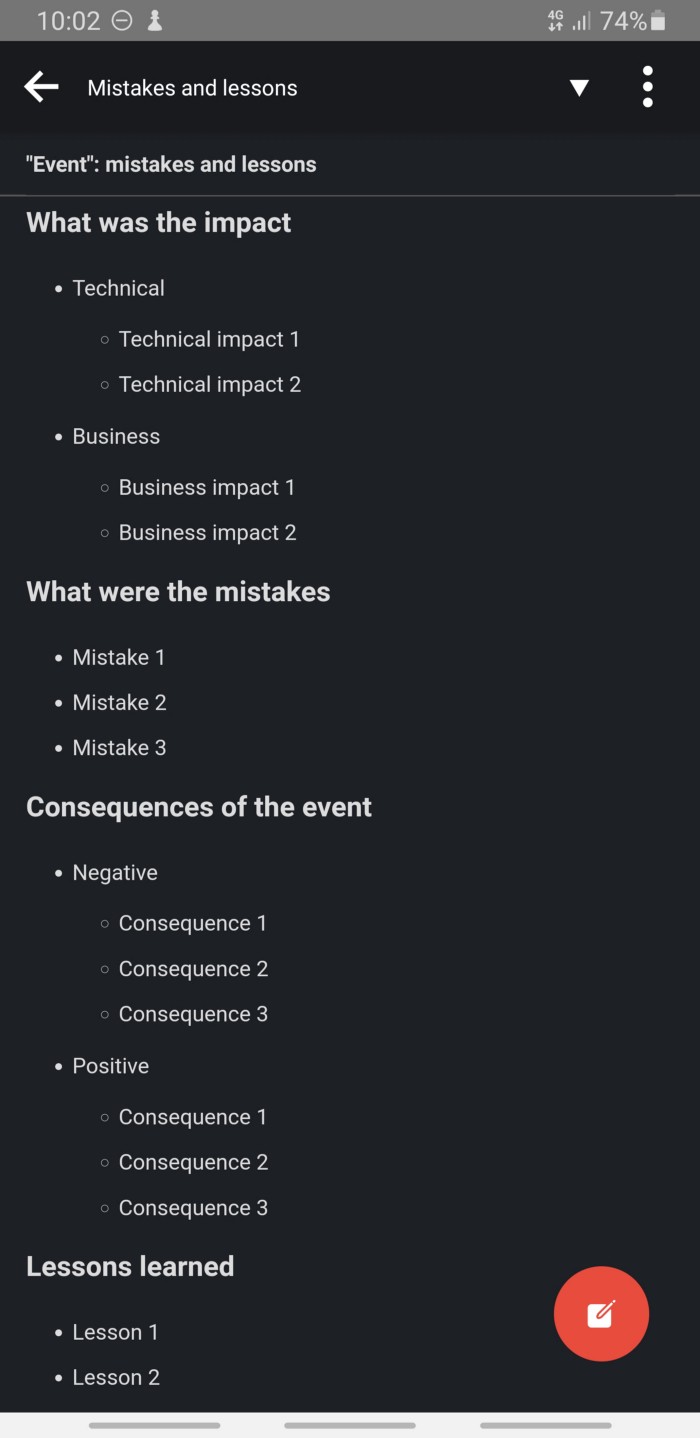 10:02
4G
74%
Mistakes and lessons
"Event": mistakes and lessons
What was the impact
Technical
Technical impact 1
Technical impact 2
Business
Business impact 1
Business impact 2
What were the mistakes
Mistake 1
Mistake 2
Mistake 3
Consequences of the event
Negative
Consequence 1
Consequence 2
Consequence 3
Positive
Consequence 1
Consequence 2
Consequence 3
Lessons learned
Lesson 1
Lesson 2